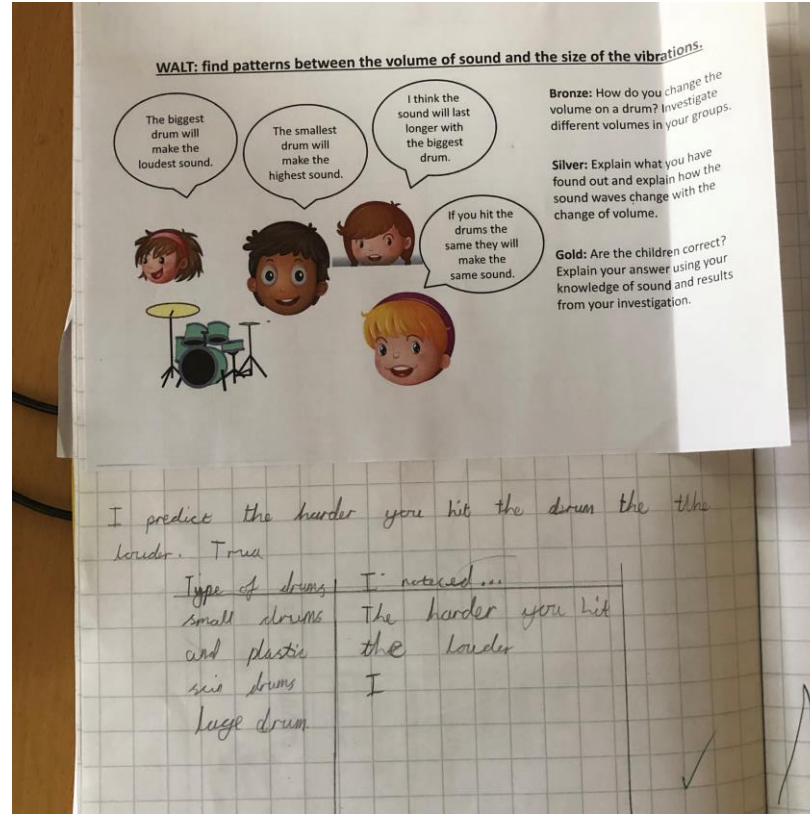 WALT: find patterns between the volume of sound and the size of the vibrations.
The biggest
drum will
make the
loudest sound.
The smallest
drum will
make the
highest sound.
I think the
sound will last
longer with
the biggest
drum.
If you hit the
drums the
same they will
make the
same sound.
Bronze: How do you change the
volume on a drum? Investigate
different volumes in your groups.
Silver: Explain what you have
found out and explain how the
sound waves change with the
change of volume.
Gold: Are the children correct?
Explain your answer using your
knowledge of sound and results
from your investigation.
I predict the harder you hit the drum the tthe
louder. True
Type of drums I noteced...
small drums The harder you hit
and plastic the louder
scin drums I
luge drum.